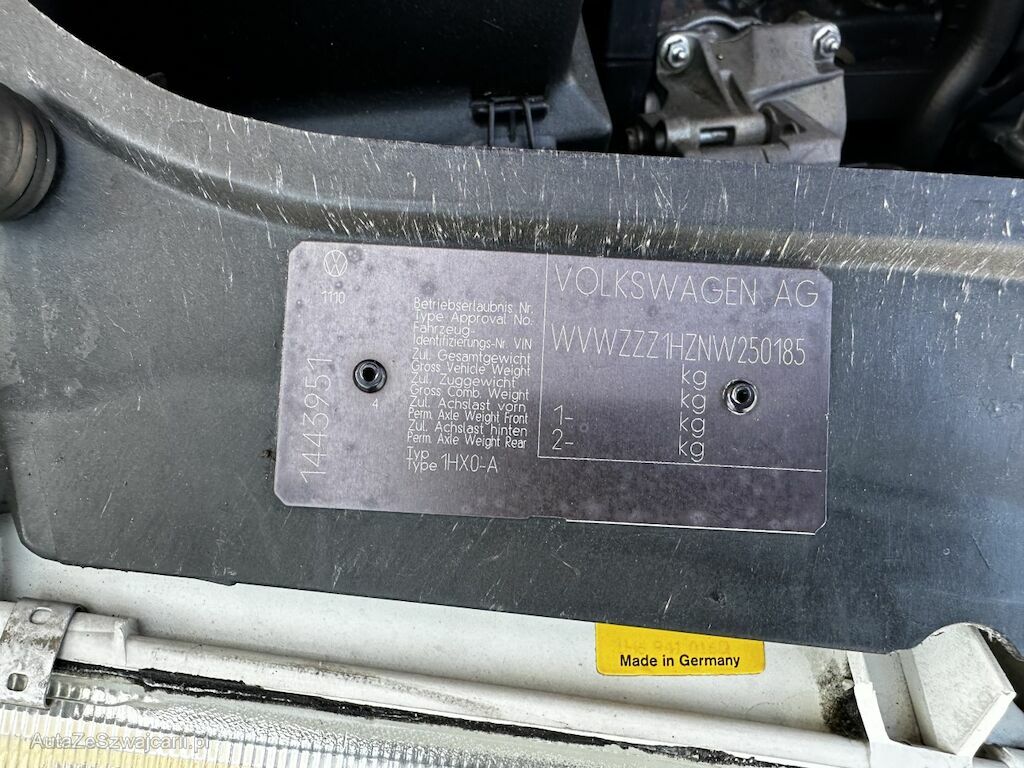 VW
1110
1443951
4
Betriebserlaubnis Nr.
Type Approval No.
Fahrzeug-
Identifizierungs-Nr. VIN
Zul. Gesamtgewicht
Gross Vehicle Weight
Zul. Zuggewicht
Gross Comb. Weight
Zul. Achslast vorn
Perm. Axle Weight Front
Zul. Achslast hinten
Perm. Axle Weight Rear
Typ
Type 1HX0-A
VOLKSWAGEN AG
WVWZZZ1HZNW250185
kg
kg
1- kg
2- kg
Made in Germany
AutaZeSzwajcarii.pl